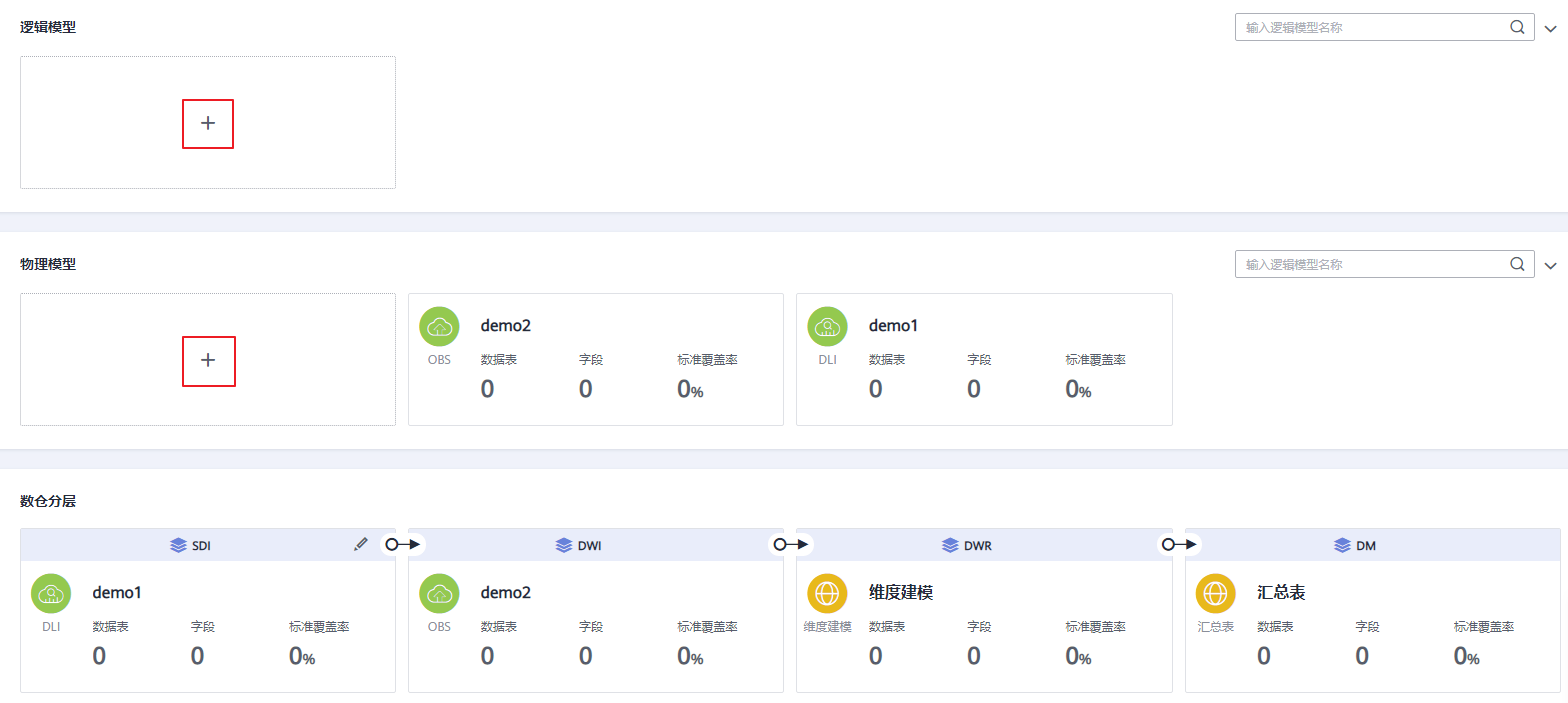 逻辑模型
输入逻辑模型名称
+
物理模型
输入逻辑模型名称
+
demo2
OBS 数据表 字段 标准覆盖率
0 0 0%
demo1
DLI 数据表 字段 标准覆盖率
0 0 0%
数仓分层
SDI
demo1
DLI 数据表 字段 标准覆盖率
0 0 0%
DWI
demo2
OBS 数据表 字段 标准覆盖率
0 0 0%
DWR
维度建模
维度建模 数据表 字段 标准覆盖率
0 0 0%
DM
汇总表
汇总表 数据表 字段 标准覆盖率
0 0 0%